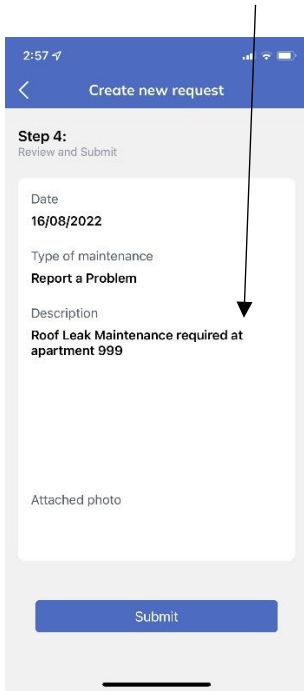 2:57
Create new request
Step 4:
Review and Submit
Date
16/08/2022
Type of maintenance
Report a Problem
Description
Roof Leak Maintenance required at
apartment 999
Attached photo
Submit